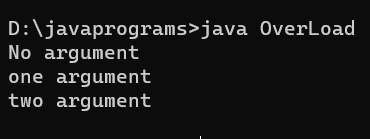 D:\javaprograms>java OverLoad
No argument
one argument
two argument